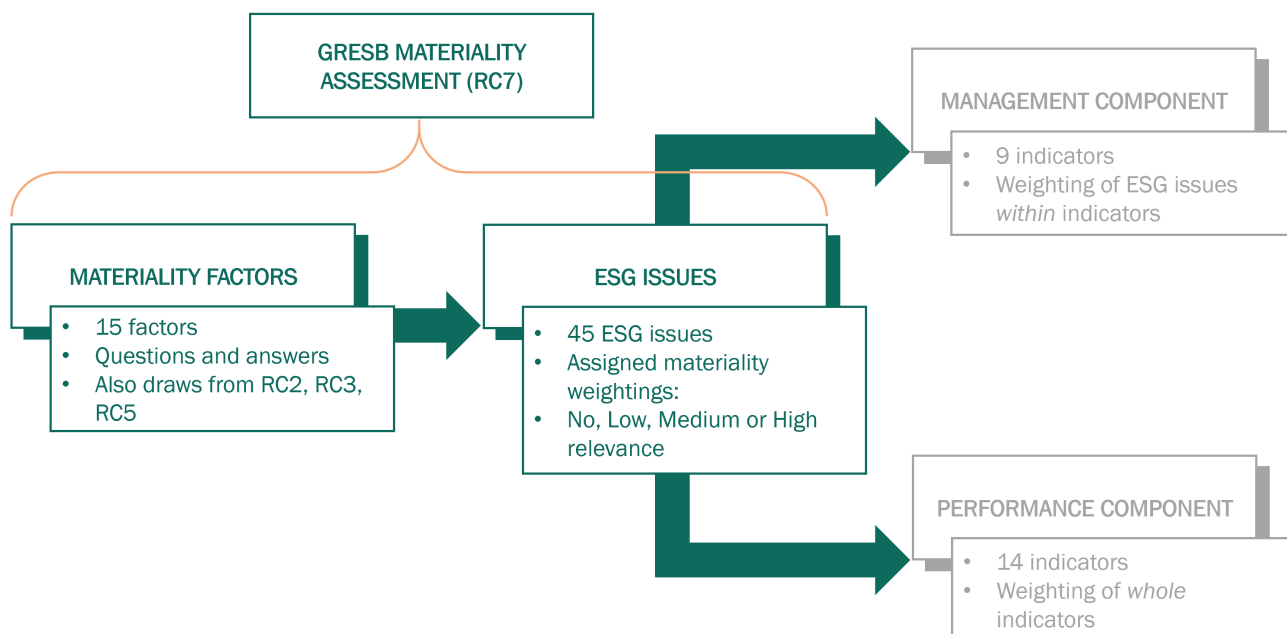 GRESB MATERIALITY
ASSESSMENT (RC7)
MATERIALITY FACTORS
• 15 factors
• Questions and answers
• Also draws from RC2, RC3,
RC5
ESG ISSUES
• 45 ESG issues
• Assigned materiality
weightings:
• No, Low, Medium or High
relevance
MANAGEMENT COMPONENT
• 9 indicators
• Weighting of ESG issues
within indicators
PERFORMANCE COMPONENT
• 14 indicators
• Weighting of whole
indicators